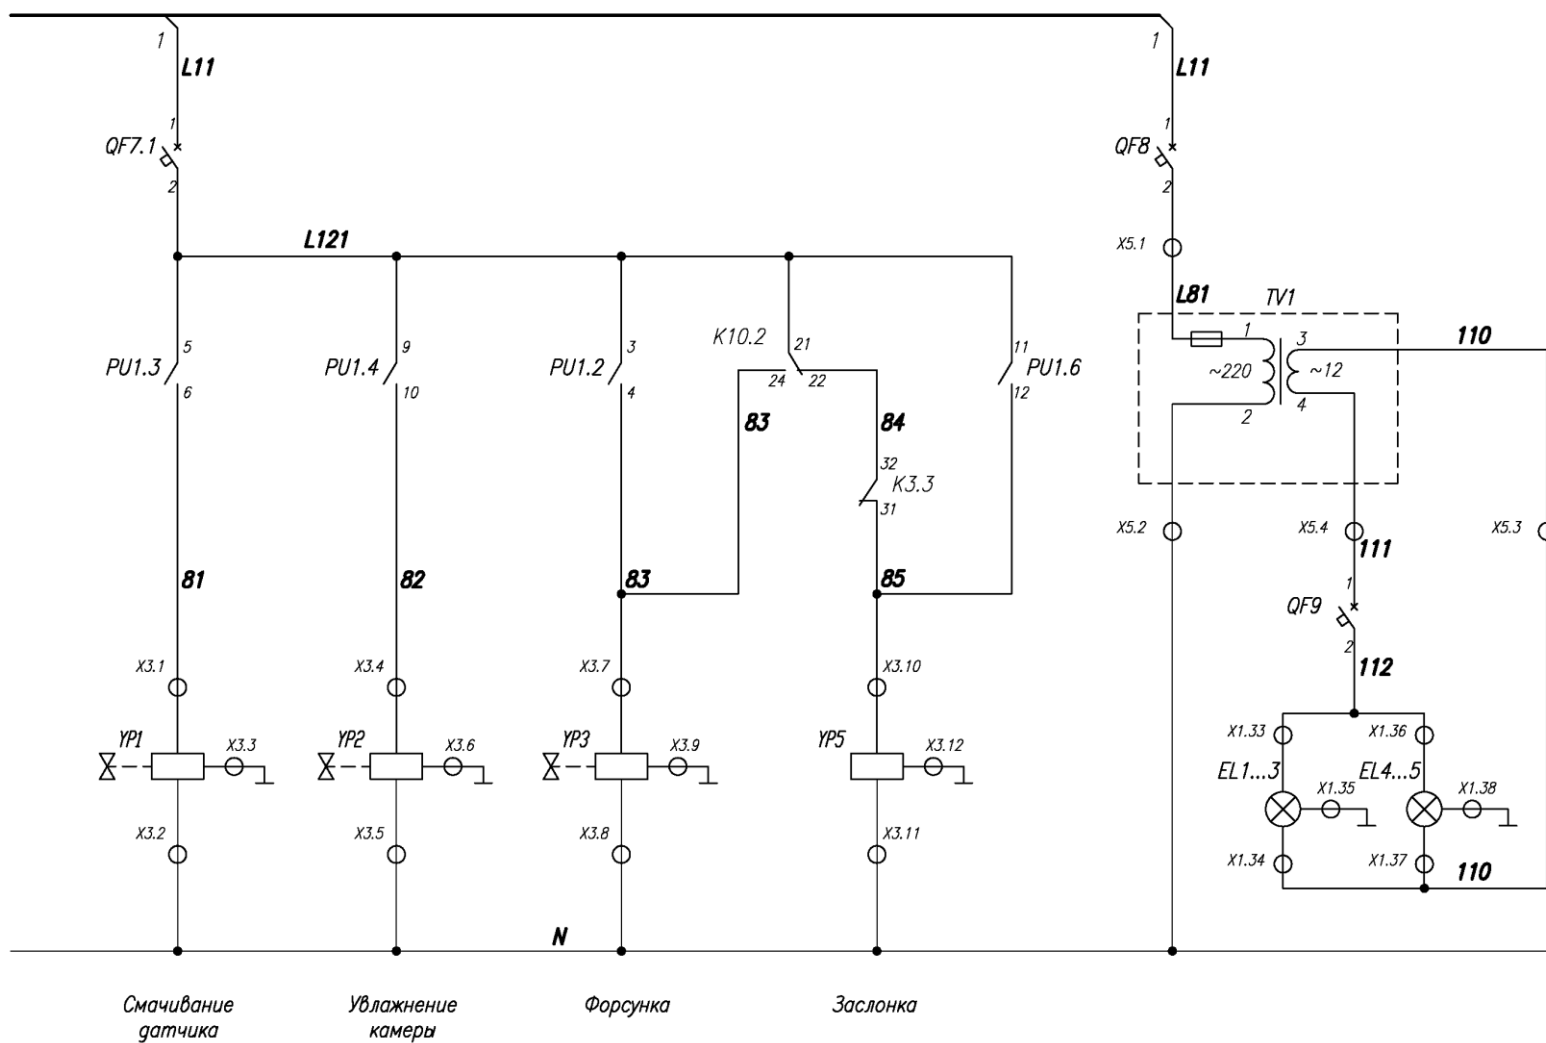 1
L11
1
QF7.1
2
L121
5
PU1.3
6
9
PU1.4
10
3
PU1.2
4
K10.2
21
24
22
11
PU1.6
12
83
84
32
K3.3
31
81
82
83
85
X3.1
X3.4
X3.7
X3.10
YP1
X3.3
YP2
X3.6
YP3
X3.9
YP5
X3.12
X3.2
X3.5
X3.8
X3.11
N
Смачивание
датчика
Увлажнение
камеры
Форсунка
Заслонка
1
L11
1
QF8
2
X5.1
L81
TV1
1
3
110
~220
~12
2
4
X5.2
X5.4
X5.3
111
1
QF9
2
112
X1.33
X1.36
EL1...3
EL4...5
X1.35
X1.38
X1.34
X1.37
110